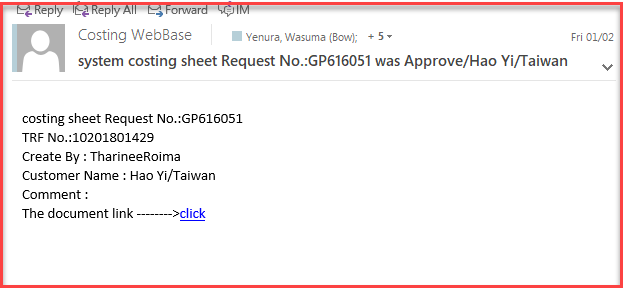 Reply Reply All Forward IM
Costing WebBase Yenura, Wasuma (Bow); + 5 Fri 01/02
system costing sheet Request No.:GP616051 was Approve/Hao Yi/Taiwan
costing sheet Request No.:GP616051
TRF No.:10201801429
Create By : TharineeRoima
Customer Name : Hao Yi/Taiwan
Comment :
The document link -------->click